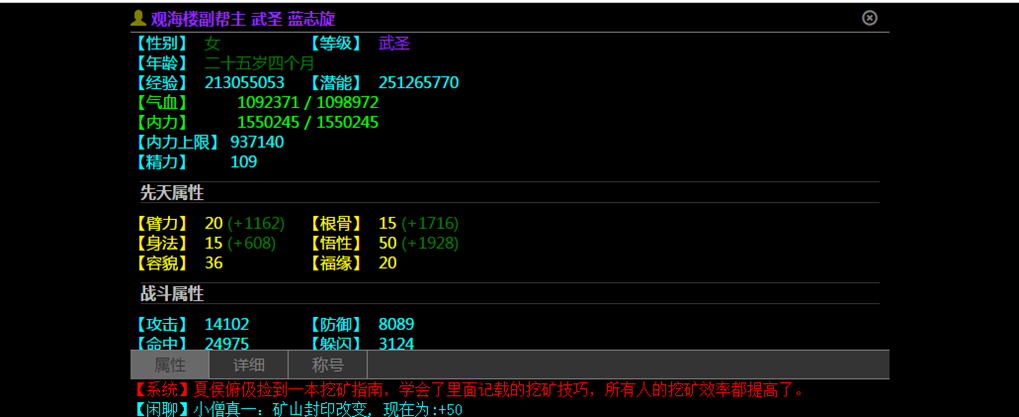 观海楼副帮主 武圣 蓝志旋
【性别】 女 【等级】 武圣
【年龄】 二十五岁四个月
【经验】 213055053 【潜能】 251265770
【气血】 1092371 / 1098972
【内力】 1550245 / 1550245
【内力上限】 937140
【精力】 109
先天属性
【臂力】 20 (+1162) 【根骨】 15 (+1716)
【身法】 15 (+608) 【悟性】 50 (+1928)
【容貌】 36 【福缘】 20
战斗属性
【攻击】 14102 【防御】 8089
【命中】 24975 【躲闪】 3124
属性 详细 称号
【系统】夏侯俯伋捡到一本挖矿指南，学会了里面记载的挖矿技巧，所有人的挖矿效率都提高了。
【闲聊】小僧真一：矿山封印改变, 现在为:+50